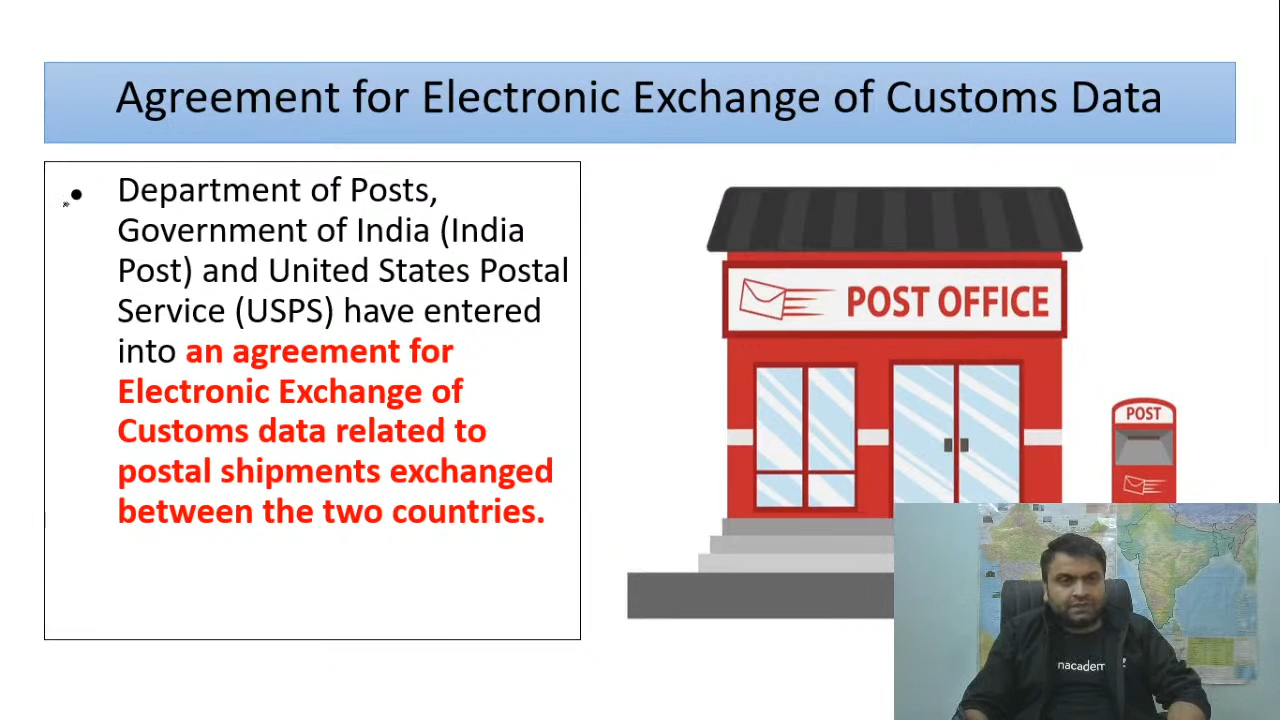 Agreement for Electronic Exchange of Customs Data
• Department of Posts,
Government of India (India
Post) and United States Postal
Service (USPS) have entered
into an agreement for
Electronic Exchange of
Customs data related to
postal shipments exchanged
between the two countries.
POST OFFICE
POST
nacadem